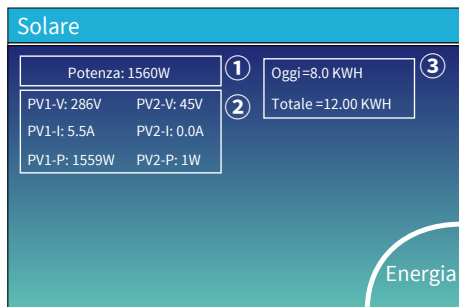 Solare
Potenza: 1560W
①
PV1-V: 286V PV2-V: 45V
②
PV1-I: 5.5A PV2-I: 0.0A
PV1-P: 1559W PV2-P: 1W
Oggi=8.0 KWH
③
Totale =12.00 KWH
Energia